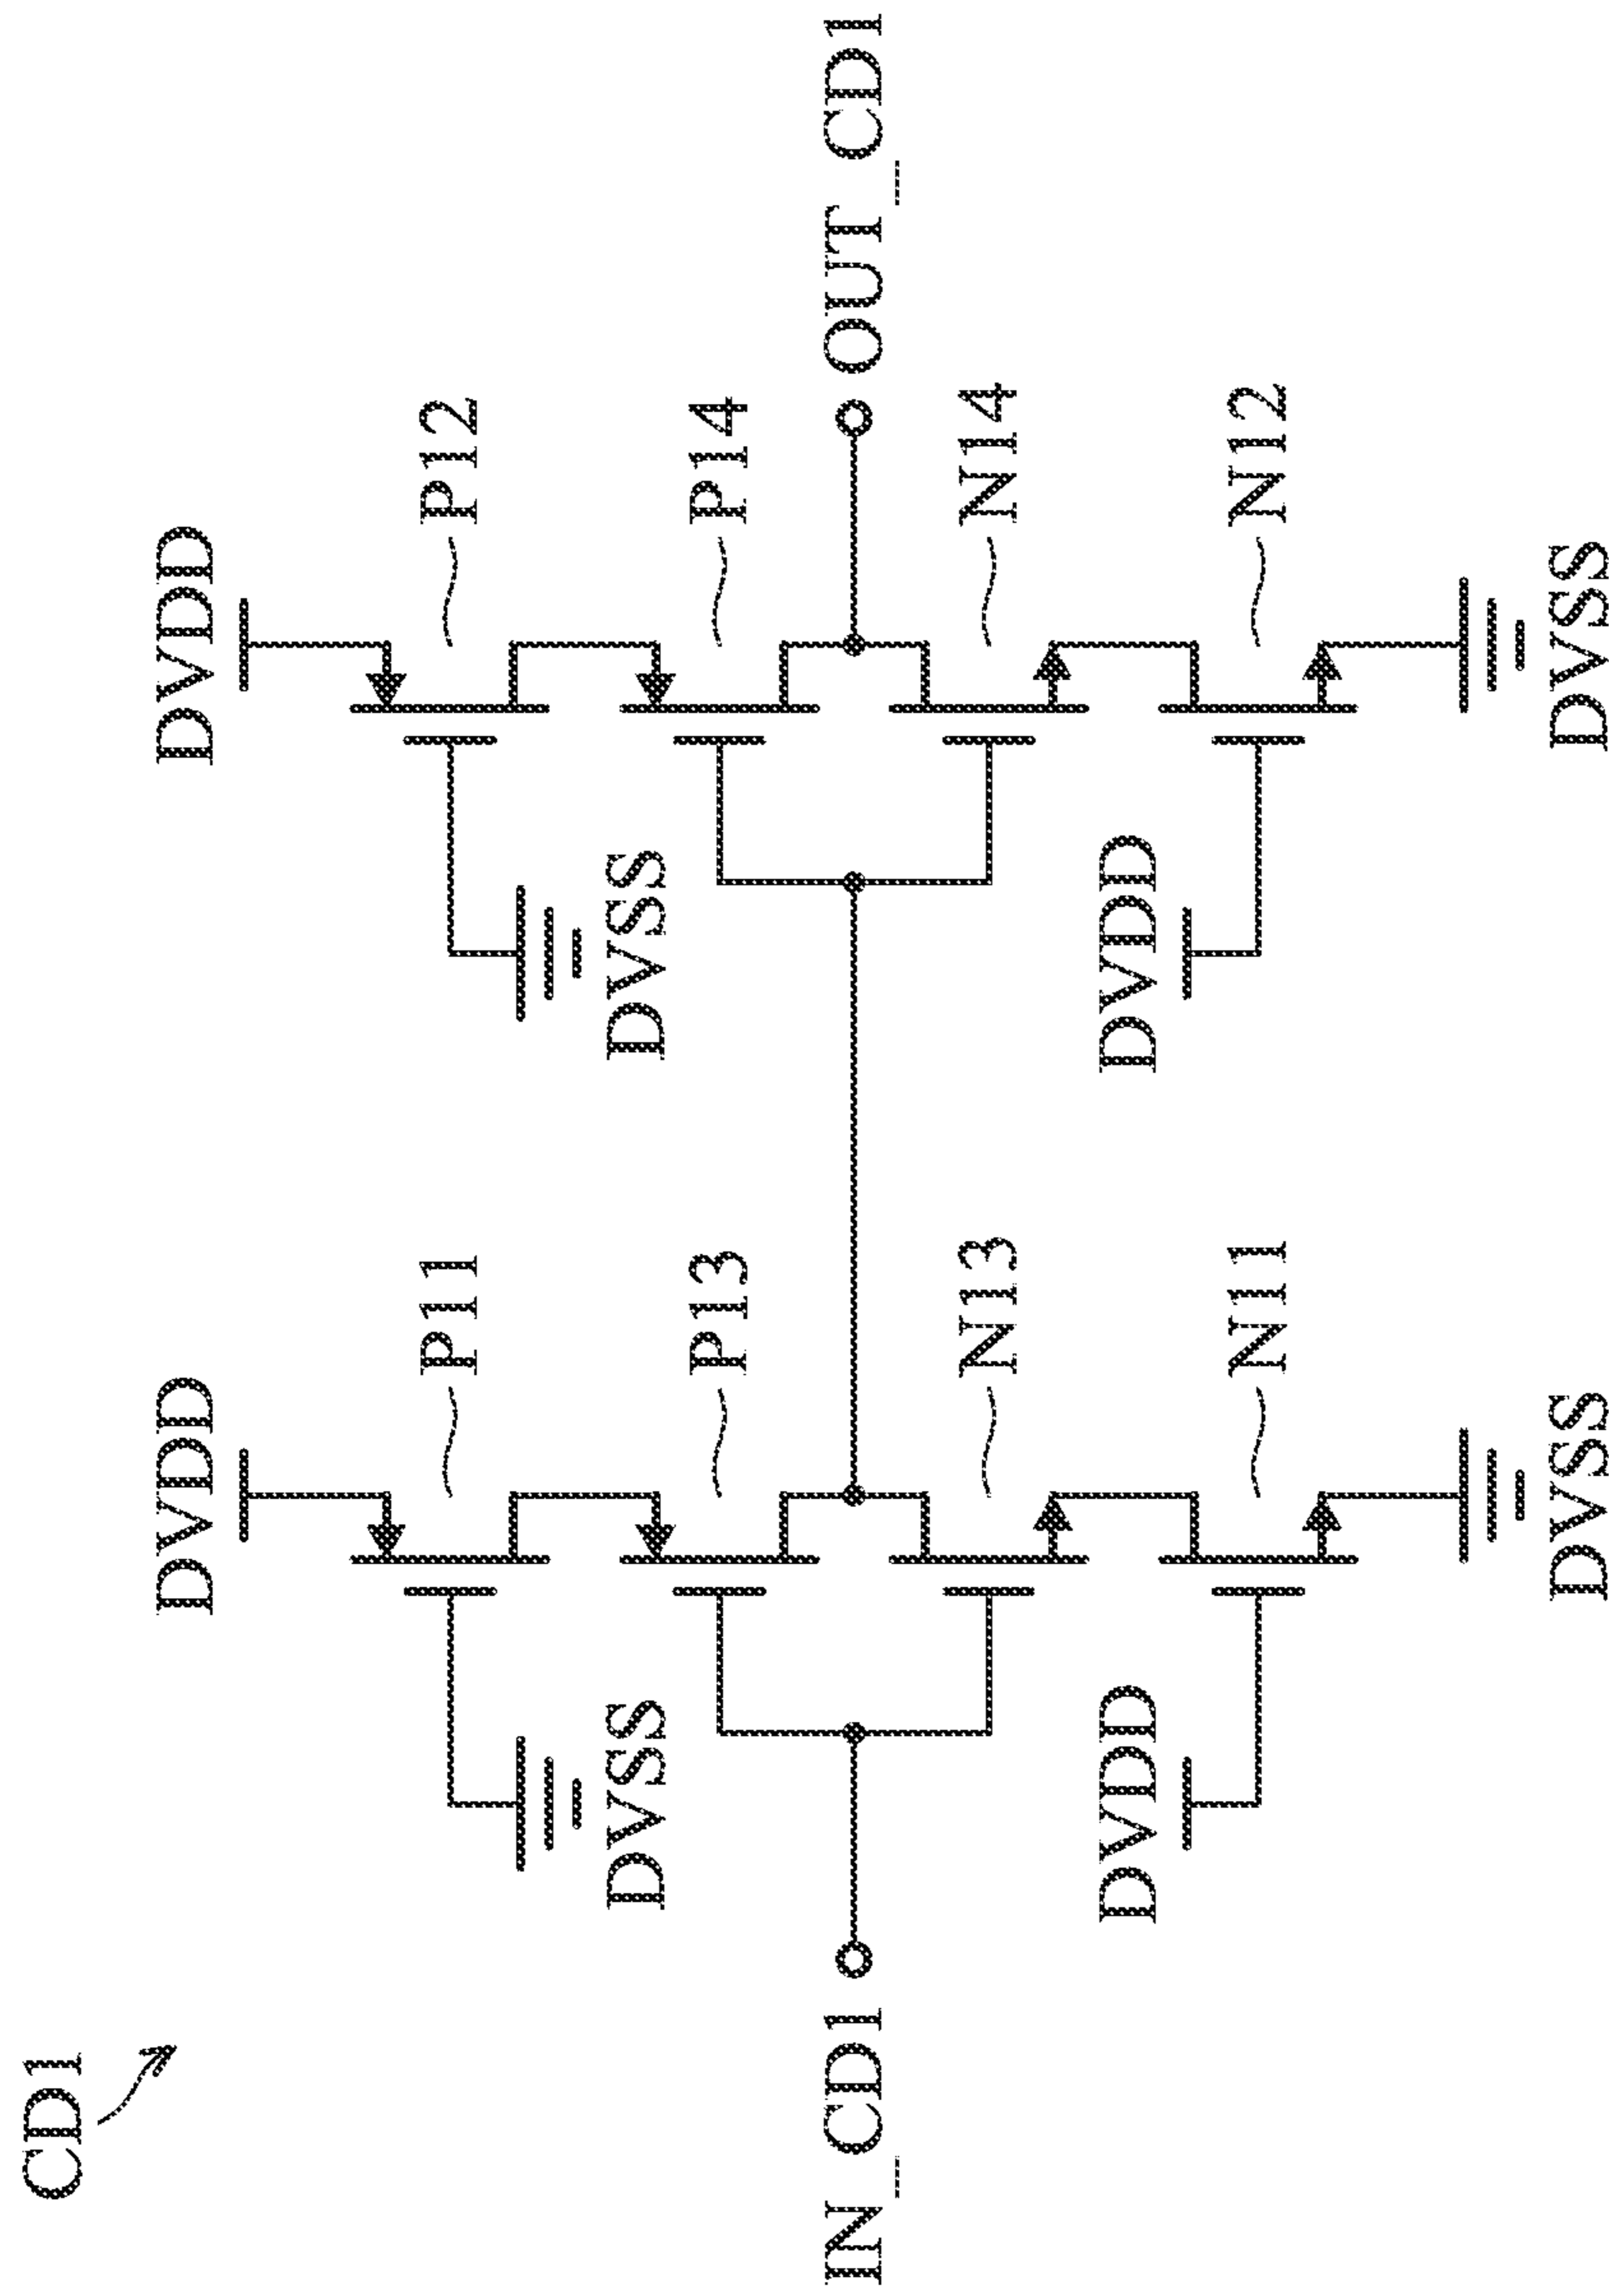 CD1
DVDD
DVDD
P11
P12
DVSS
DVSS
P13
P14
IN_CD1
OUT_CD1
N13
N14
DVDD
DVDD
N11
N12
DVSS
DVSS